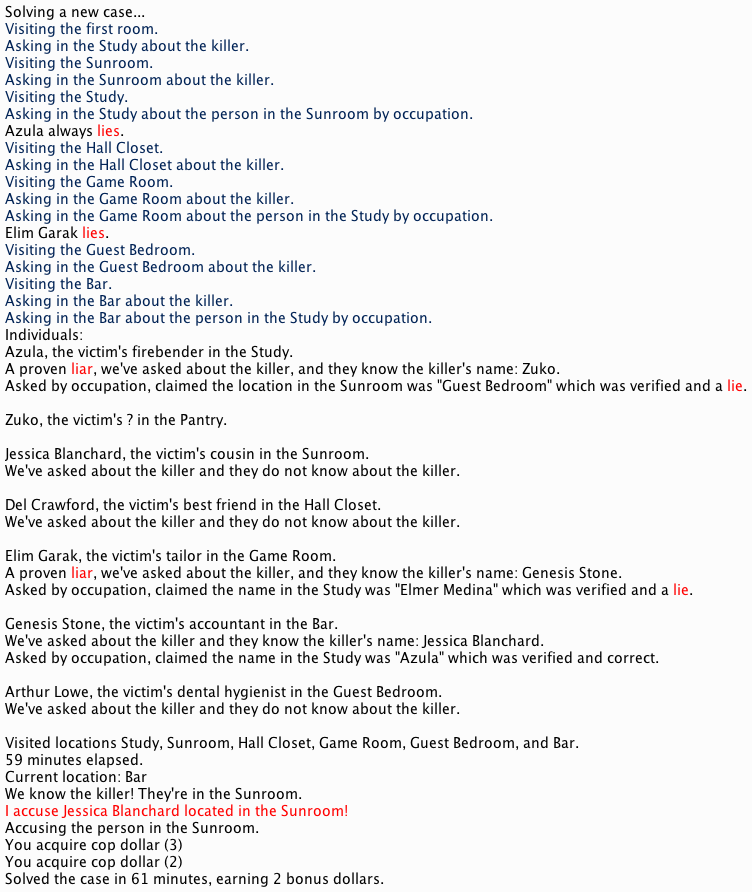 Solving a new case...
Visiting the first room.
Asking in the Study about the killer.
Visiting the Sunroom.
Asking in the Sunroom about the killer.
Visiting the Study.
Asking in the Study about the person in the Sunroom by occupation.
Azula always lies.
Visiting the Hall Closet.
Asking in the Hall Closet about the killer.
Visiting the Game Room.
Asking in the Game Room about the killer.
Asking in the Game Room about the person in the Study by occupation.
Elim Garak lies.
Visiting the Guest Bedroom.
Asking in the Guest Bedroom about the killer.
Visiting the Bar.
Asking in the Bar about the killer.
Asking in the Bar about the person in the Study by occupation.
Individuals:
Azula, the victim's firebender in the Study.
A proven liar, we've asked about the killer, and they know the killer's name: Zuko.
Asked by occupation, claimed the location in the Sunroom was "Guest Bedroom" which was verified and a lie.
Zuko, the victim's ? in the Pantry.
Jessica Blanchard, the victim's cousin in the Sunroom.
We've asked about the killer and they do not know about the killer.
Del Crawford, the victim's best friend in the Hall Closet.
We've asked about the killer and they do not know about the killer.
Elim Garak, the victim's tailor in the Game Room.
A proven liar, we've asked about the killer, and they know the killer's name: Genesis Stone.
Asked by occupation, claimed the name in the Study was "Elmer Medina" which was verified and a lie.
Genesis Stone, the victim's accountant in the Bar.
We've asked about the killer and they know the killer's name: Jessica Blanchard.
Asked by occupation, claimed the name in the Study was "Azula" which was verified and correct.
Arthur Lowe, the victim's dental hygienist in the Guest Bedroom.
We've asked about the killer and they do not know about the killer.
Visited locations Study, Sunroom, Hall Closet, Game Room, Guest Bedroom, and Bar.
59 minutes elapsed.
Current location: Bar
We know the killer! They're in the Sunroom.
I accuse Jessica Blanchard located in the Sunroom!
Accusing the person in the Sunroom.
You acquire cop dollar (3)
You acquire cop dollar (2)
Solved the case in 61 minutes, earning 2 bonus dollars.